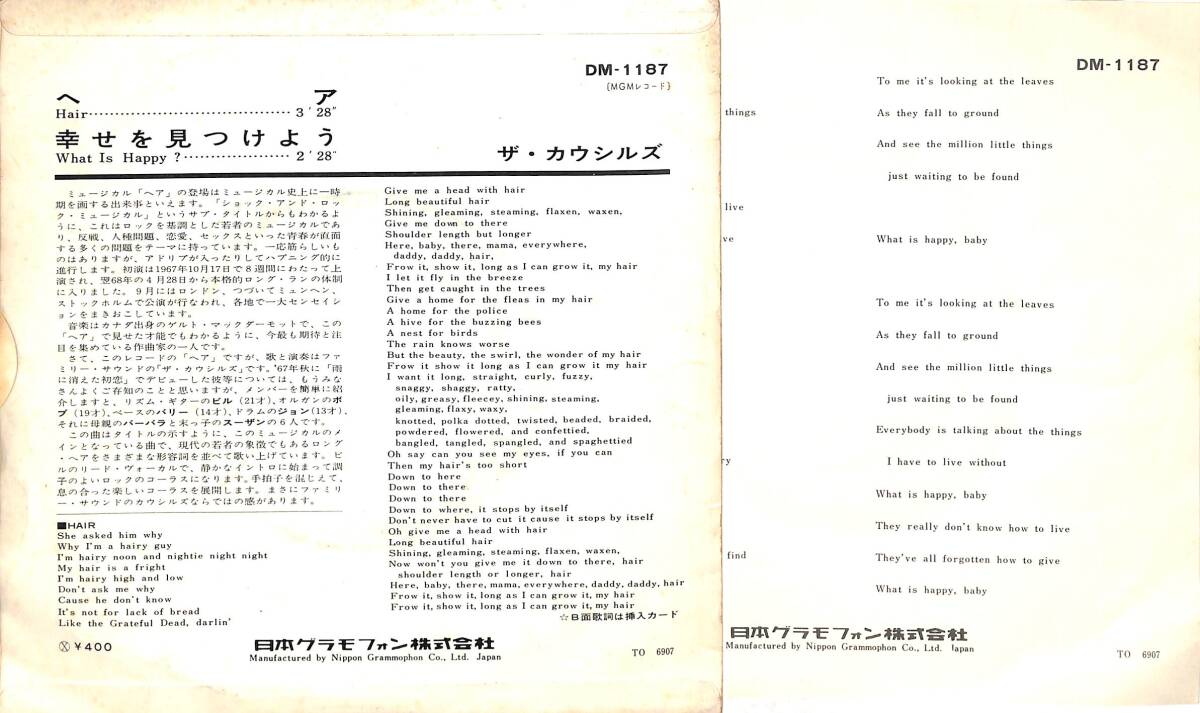 DM-1187
〔MGMレコード〕
ヘア
Hair 3′28″
幸せを見つけよう
What Is Happy? 2′28″
ザ・カウシルズ
ミュージカル「ヘア」の登場はミュージカル史上に一時
期を画する出来事といえます。「ショック・アンド・ロッ
ク・ミュージカル」というサブ・タイトルからもわかるよ
うに、これはロックを基調とした若者のミュージカルであ
り、反戦、人種問題、恋愛、セックスといった青春が直面
する多くの問題をテーマに持っています。一応筋らしいも
のはありますが、アドリブが入ったりしてハプニング的に
進行します。初演は1967年10月17日で8週間にわたって上
演され、翌68年の4月28日から本格的ロング・ランの体制
に入りました。9月にはロンドン、つづいてミュンヘン、
ストックホルムで公演が行なわれ、各地で一大センセイシ
ョンをまきおこしています。
音楽はカナダ出身のゲルト・マックダーモットで、この
「ヘア」で見せた才能でもわかるように、今最も期待と注
目を集めている作曲家の一人です。
さて、このレコードの「ヘア」ですが、歌と演奏はファ
ミリー・サウンドの「ザ・カウシルズ」です。'67年秋に「雨
に消えた初恋」でデビューした彼等については、もうみな
さんよくご存知のことと思いますが、メンバーを簡単に紹
介しますと、リズム・ギターのビル（21才）、オルガンのボ
ブ（19才）、ベースのバリー（14才）、ドラムのジョン（13才）、
それに母親のバーバラと末っ子のスーザンの6人です。
この曲はタイトルの示すように、このミュージカルのメ
インとなっている曲で、現代の若者の象徴でもあるロング
・ヘアをさまざまな形容詞を並べて歌い上げています。ビ
ルのリード・ヴォーカルで、静かなイントロに始まって調
子のよいロックのコーラスになります。手拍子を混じえて、
息の合った楽しいコーラスを展開します。まさにファミリ
ー・サウンドのカウシルズならではの感があります。
■HAIR
She asked him why
Why I'm a hairy guy
I'm hairy noon and nightie night night
My hair is a fright
I'm hairy high and low
Don't ask me why
Cause he don't know
It's not for lack of bread
Like the Grateful Dead, darlin'
Give me a head with hair
Long beautiful hair
Shining, gleaming, steaming, flaxen, waxen,
Give me down to there
Shoulder length but longer
Here, baby, there, mama, everywhere,
daddy, daddy, hair,
Frow it, show it, long as I can grow it, my hair
I let it fly in the breeze
Then get caught in the trees
Give a home for the fleas in my hair
A home for the police
A hive for the buzzing bees
A nest for birds
The rain knows worse
But the beauty, the swirl, the wonder of my hair
Frow it show it long as I can grow it my hair
I want it long, straight, curly, fuzzy,
snaggy, shaggy, ratty,
oily, greasy, fleecey, shining, steaming,
gleaming, flaxy, waxy,
knotted, polka dotted, twisted, beaded, braided,
powdered, flowered, and confettied,
bangled, tangled, spangled, and spaghettied
Oh say can you see my eyes, if you can
Then my hair's too short
Down to here
Down to there
Down to there
Down to where, it stops by itself
Don't never have to cut it cause it stops by itself
Oh give me a head with hair
Long beautiful hair
Shining, gleaming, steaming, flaxen, waxen,
Now won't you give me it down to there, hair
shoulder length or longer, hair
Here, baby, there, mama, everywhere, daddy, daddy, hair
Frow it, show it, long as I can grow it, my hair
Frow it, show it, long as I can grow it, my hair
☆B面歌詞は挿入カード
Ⓧ ￥400
日本グラモフォン株式会社
Manufactured by Nippon Grammophon Co., Ltd. Japan
TO 6907
DM-1187
things
live
ve
ry
find
To me it's looking at the leaves
As they fall to ground
And see the million little things
just waiting to be found
What is happy, baby
To me it's looking at the leaves
As they fall to ground
And see the million little things
just waiting to be found
Everybody is talking about the things
I have to live without
What is happy, baby
They really don't know how to live
They've all forgotten how to give
What is happy, baby
日本グラモフォン株式会社
Manufactured by Nippon Grammophon Co., Ltd. Japan
TO 6907